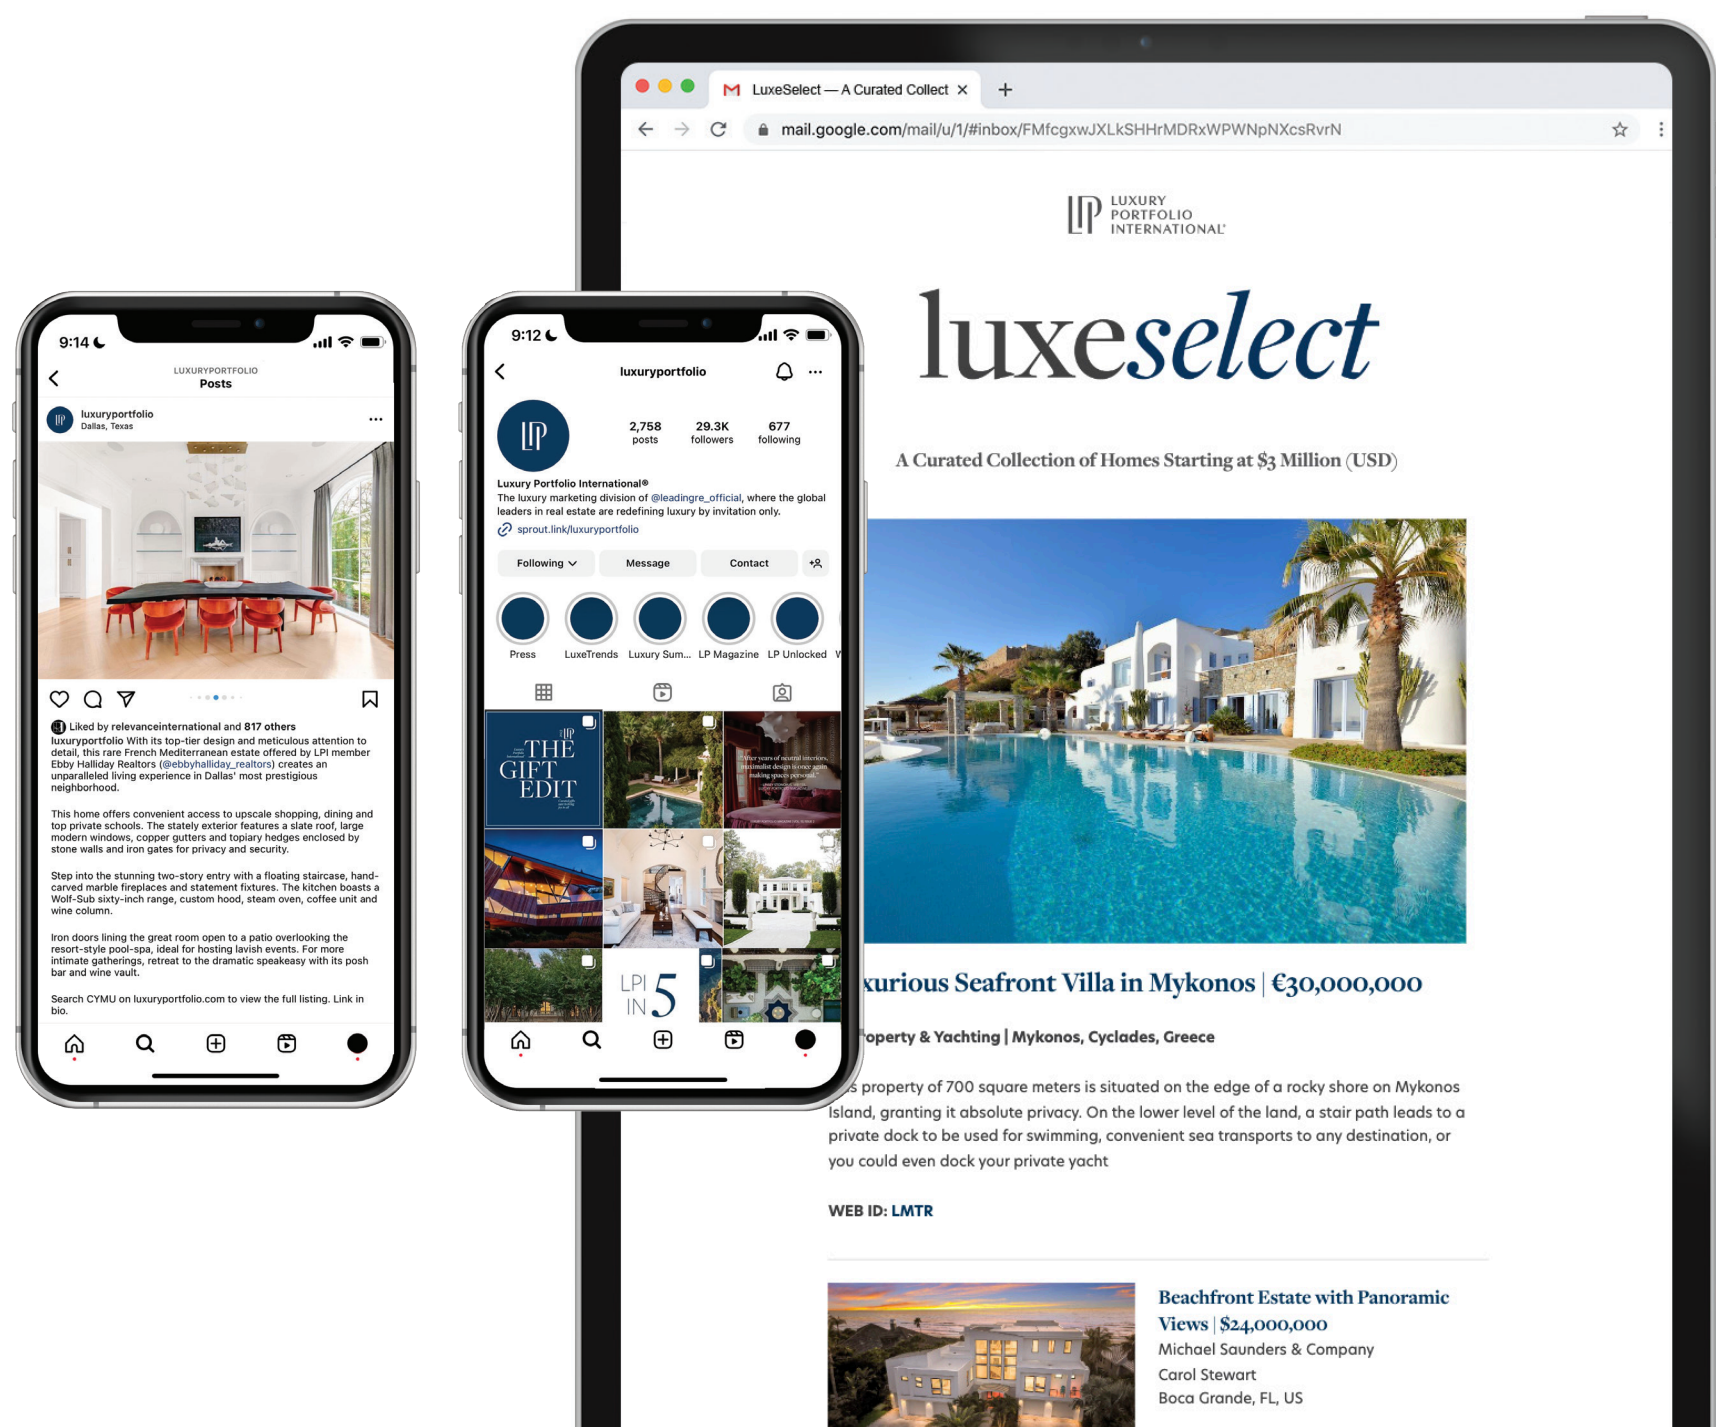 9:14
LUXURYPORTFOLIO
Posts
luxuryportfolio
Dallas, Texas
Liked by relevanceinternational and 817 others
luxuryportfolio With its top-tier design and meticulous attention to
detail, this rare French Mediterranean estate offered by LPI member
Ebby Halliday Realtors (@ebbyhalliday_realtors) creates an
unparalleled living experience in Dallas' most prestigious
neighborhood.
This home offers convenient access to upscale shopping, dining and
top private schools. The stately exterior features a slate roof, large
modern windows, copper gutters and topiary hedges enclosed by
stone walls and iron gates for privacy and security.
Step into the stunning two-story entry with a floating staircase, hand-
carved marble fireplaces and statement fixtures. The kitchen boasts a
Wolf-Sub sixty-inch range, custom hood, steam oven, coffee unit and
wine column.
Iron doors lining the great room open to a patio overlooking the
resort-style pool-spa, ideal for hosting lavish events. For more
intimate gatherings, retreat to the dramatic speakeasy with its posh
bar and wine vault.
Search CYMU on luxuryportfolio.com to view the full listing. Link in
bio.
9:12
luxuryportfolio
LP
2,758 29.3K 677
posts followers following
Luxury Portfolio International®
The luxury marketing division of @leadingre_official, where the global
leaders in real estate are redefining luxury by invitation only.
sprout.link/luxuryportfolio
Following Message Contact
Press LuxeTrends Luxury Sum... LP Magazine LP Unlocked W
THE
GIFT
EDIT
"After years of neutral interiors,
maximalist design is once again
making spaces personal."
LPI
IN 5
LuxeSelect — A Curated Collect
mail.google.com/mail/u/1/#inbox/FMfcgxwJXLkSHHrMDRxWPWNpNXcsRvrN
LP LUXURY
PORTFOLIO
INTERNATIONAL®
luxeselect
A Curated Collection of Homes Starting at $3 Million (USD)
xurious Seafront Villa in Mykonos | €30,000,000
operty & Yachting | Mykonos, Cyclades, Greece
s property of 700 square meters is situated on the edge of a rocky shore on Mykonos
Island, granting it absolute privacy. On the lower level of the land, a stair path leads to a
private dock to be used for swimming, convenient sea transports to any destination, or
you could even dock your private yacht
WEB ID: LMTR
Beachfront Estate with Panoramic
Views | $24,000,000
Michael Saunders & Company
Carol Stewart
Boca Grande, FL, US